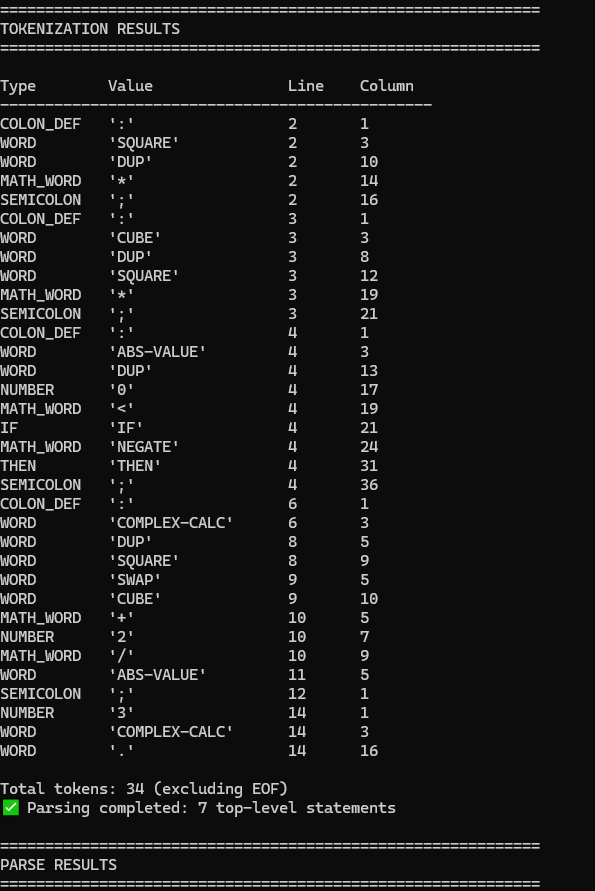 ============================================================
TOKENIZATION RESULTS
============================================================
Type Value Line Column
------------------------------------------------
COLON_DEF ':' 2 1
WORD 'SQUARE' 2 3
WORD 'DUP' 2 10
MATH_WORD '*' 2 14
SEMICOLON ';' 2 16
COLON_DEF ':' 3 1
WORD 'CUBE' 3 3
WORD 'DUP' 3 8
WORD 'SQUARE' 3 12
MATH_WORD '*' 3 19
SEMICOLON ';' 3 21
COLON_DEF ':' 4 1
WORD 'ABS-VALUE' 4 3
WORD 'DUP' 4 13
NUMBER '0' 4 17
MATH_WORD '<' 4 19
IF 'IF' 4 21
MATH_WORD 'NEGATE' 4 24
THEN 'THEN' 4 31
SEMICOLON ';' 4 36
COLON_DEF ':' 6 1
WORD 'COMPLEX-CALC' 6 3
WORD 'DUP' 8 5
WORD 'SQUARE' 8 9
WORD 'SWAP' 9 5
WORD 'CUBE' 9 10
MATH_WORD '+' 10 5
NUMBER '2' 10 7
MATH_WORD '/' 10 9
WORD 'ABS-VALUE' 11 5
SEMICOLON ';' 12 1
NUMBER '3' 14 1
WORD 'COMPLEX-CALC' 14 3
WORD '.' 14 16
Total tokens: 34 (excluding EOF)
✅ Parsing completed: 7 top-level statements
============================================================
PARSE RESULTS
============================================================